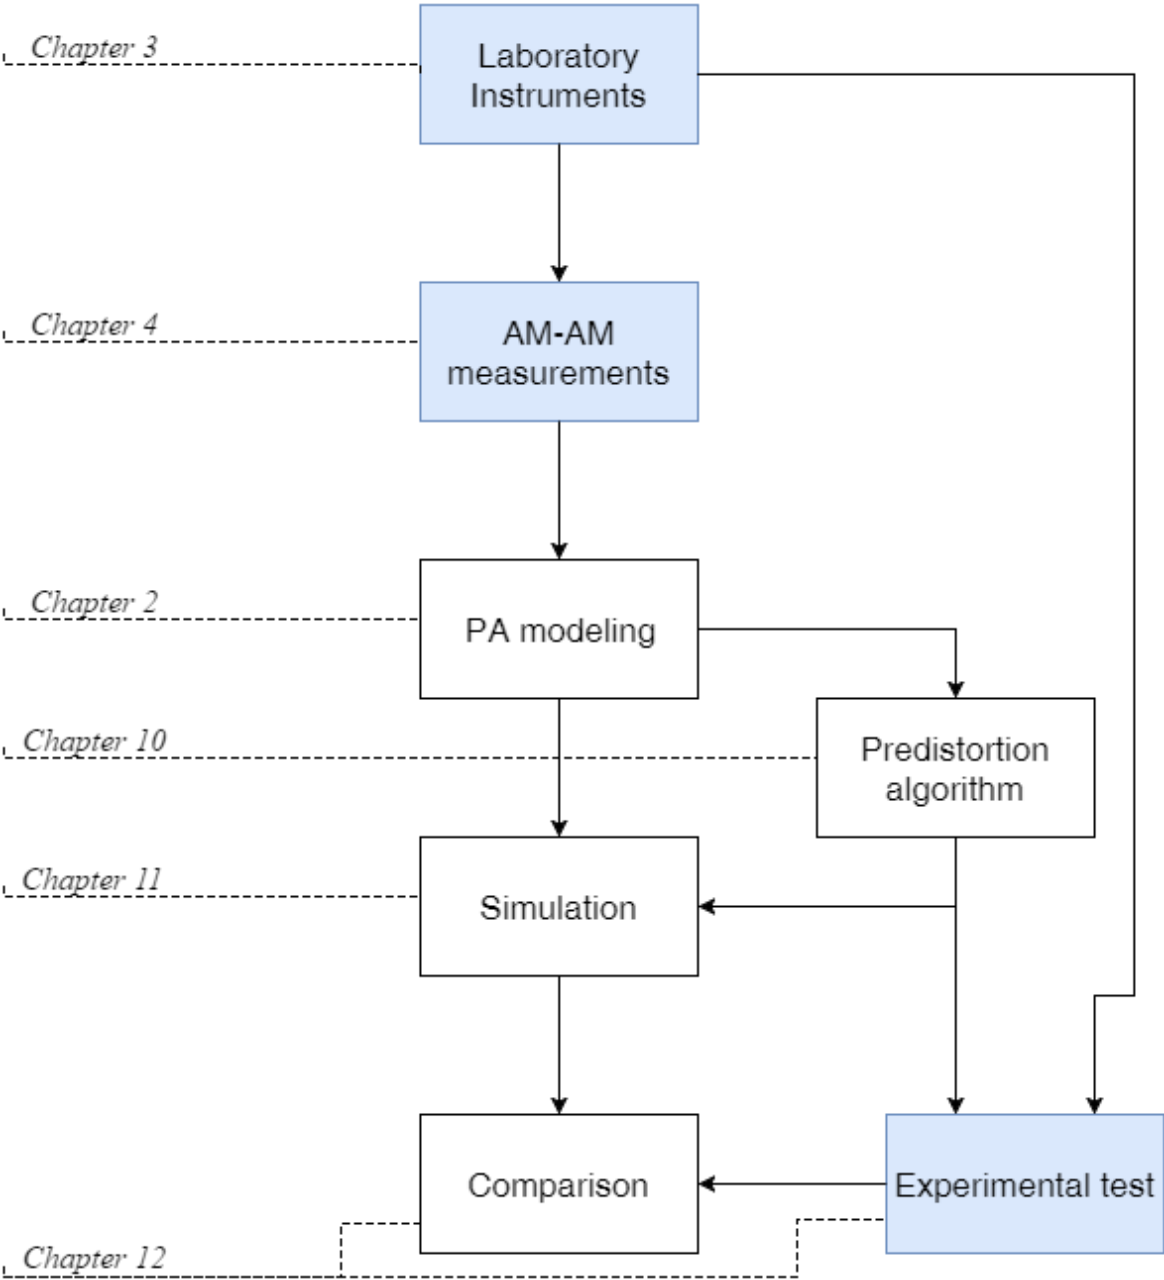 Chapter 3
Laboratory
Instruments
Chapter 4
AM-AM
measurements
Chapter 2
PA modeling
Chapter 10
Predistortion
algorithm
Chapter 11
Simulation
Comparison
Experimental test
Chapter 12